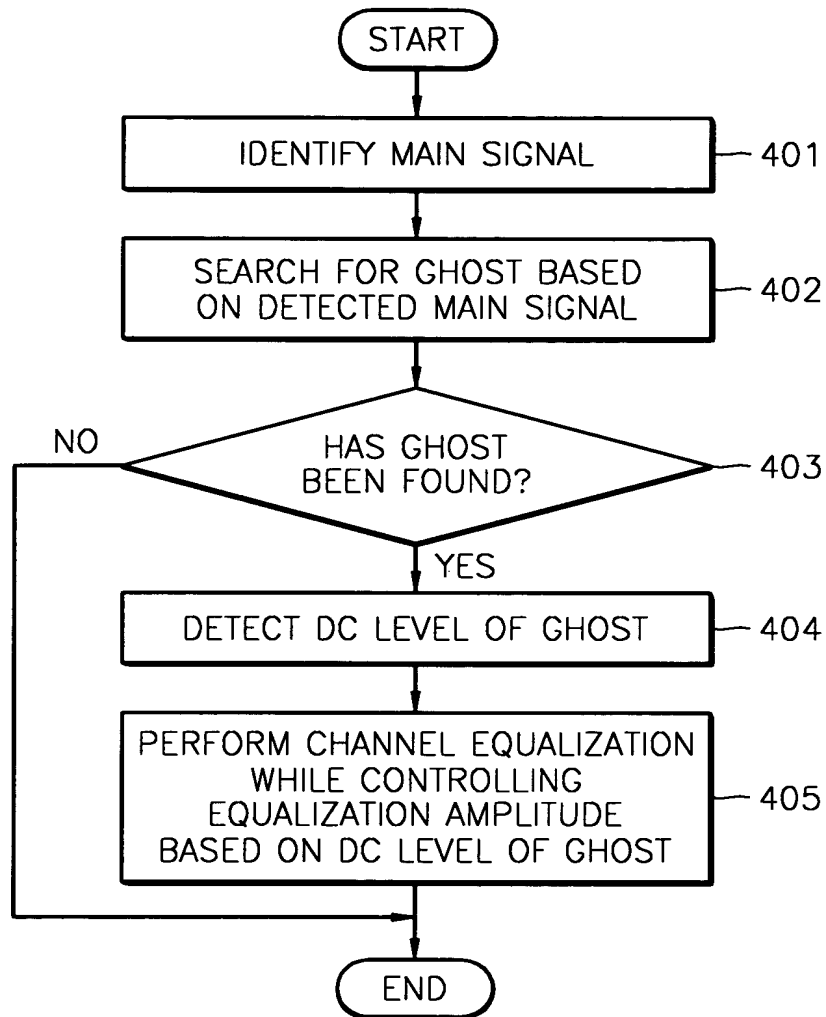 START
IDENTIFY MAIN SIGNAL
401
SEARCH FOR GHOST BASED
ON DETECTED MAIN SIGNAL
402
NO
HAS GHOST
BEEN FOUND?
403
YES
DETECT DC LEVEL OF GHOST
404
PERFORM CHANNEL EQUALIZATION
WHILE CONTROLLING
EQUALIZATION AMPLITUDE
BASED ON DC LEVEL OF GHOST
405
END